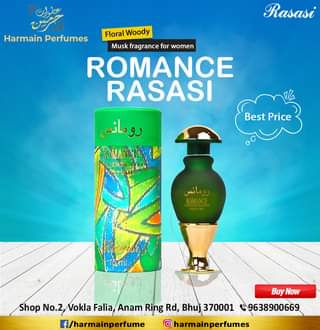 Harmain Perfumes
Rasasi
Floral Woody
Musk fragrance for women
ROMANCE
RASASI
Best Price
رومانس
ROMANCE
رومانس
ROMANCE
Buy Now
Shop No.2, Vokla Falia, Anam Ring Rd, Bhuj 370001 9638900669
/harmainperfume /harmainperfumes